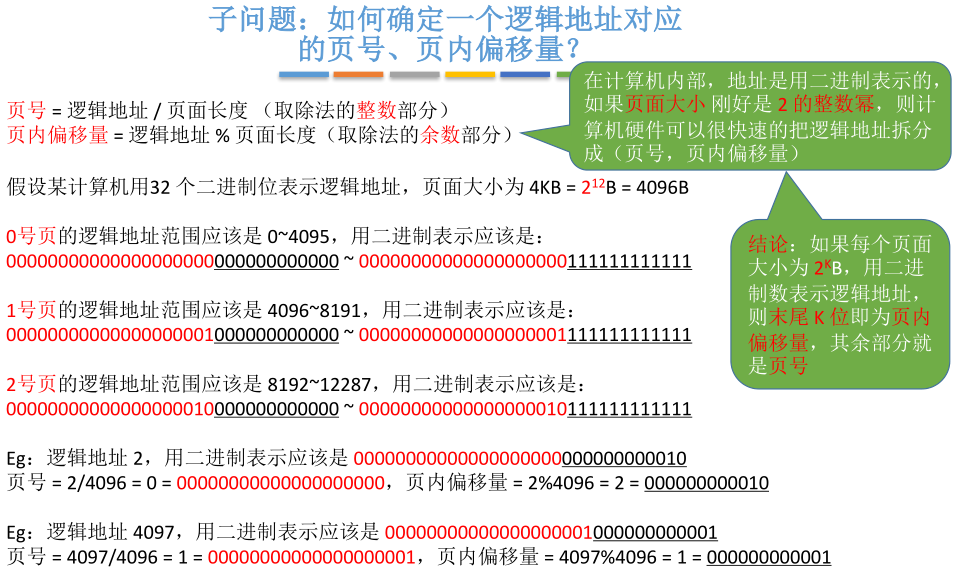 子问题：如何确定一个逻辑地址对应
的页号、页内偏移量？
在计算机内部，地址是用二进制表示的，
如果页面大小 刚好是 2 的整数幂，则计
算机硬件可以很快速的把逻辑地址拆分
成（页号，页内偏移量）
页号 = 逻辑地址 / 页面长度 （取除法的整数部分）
页内偏移量 = 逻辑地址 % 页面长度（取除法的余数部分）
假设某计算机用32 个二进制位表示逻辑地址，页面大小为 4KB = 2¹²B = 4096B
0号页的逻辑地址范围应该是 0~4095，用二进制表示应该是：
00000000000000000000000000000000 ~ 00000000000000000000111111111111
1号页的逻辑地址范围应该是 4096~8191，用二进制表示应该是：
00000000000000000001000000000000 ~ 00000000000000000001111111111111
2号页的逻辑地址范围应该是 8192~12287，用二进制表示应该是：
00000000000000000010000000000000 ~ 00000000000000000010111111111111
结论：如果每个页面
大小为 2ᴷB，用二进
制数表示逻辑地址，
则末尾 K 位即为页内
偏移量，其余部分就
是页号
Eg：逻辑地址 2，用二进制表示应该是 00000000000000000000000000000010
页号 = 2/4096 = 0 = 00000000000000000000，页内偏移量 = 2%4096 = 2 = 000000000010
Eg：逻辑地址 4097，用二进制表示应该是 00000000000000000001000000000001
页号 = 4097/4096 = 1 = 00000000000000000001，页内偏移量 = 4097%4096 = 1 = 000000000001